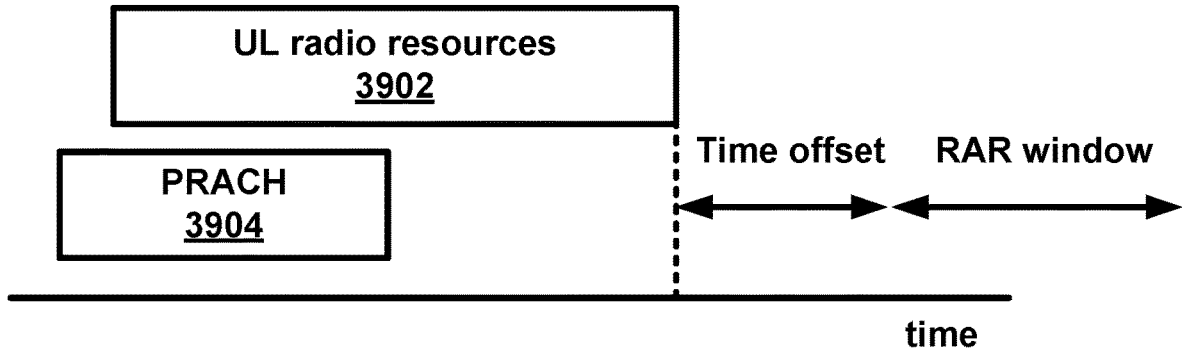 UL radio resources
3902
PRACH
3904
Time offset
RAR window
time